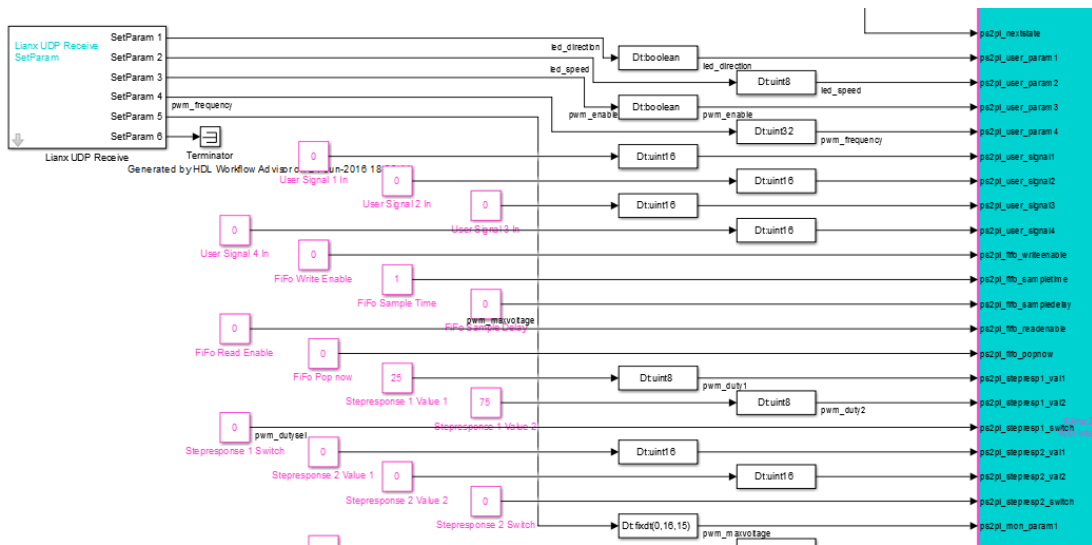 Lianx UDP Receive
SetParam
SetParam 1
SetParam 2
SetParam 3
SetParam 4
SetParam 5
SetParam 6
Lianx UDP Receive
Terminator
Generated by HDL Workflow Advisor
-2016 18
led_direction
Dt:boolean
led_direction
ps2pl_nextstate
ps2pl_user_param1
led_speed
Dt:uint8
led_speed
ps2pl_user_param2
pwm_enable
Dt:boolean
pwm_enable
ps2pl_user_param3
pwm_frequency
Dt:uint32
pwm_frequency
ps2pl_user_param4
0
User Signal 1 In
Dt:uint16
ps2pl_user_signal1
0
User Signal 2 In
Dt:uint16
ps2pl_user_signal2
0
User Signal 3 In
Dt:uint16
ps2pl_user_signal3
0
User Signal 4 In
Dt:uint16
ps2pl_user_signal4
0
FiFo Write Enable
ps2pl_fifo_writeenable
1
FiFo Sample Time
ps2pl_fifo_sampletime
0
FiFo Sample Delay
pwm_maxvoltage
ps2pl_fifo_sampledelay
0
FiFo Read Enable
ps2pl_fifo_readenable
0
FiFo Pop now
ps2pl_fifo_popnow
25
Stepresponse 1 Value 1
Dt:uint8
pwm_duty1
ps2pl_stepresp1_val1
75
Stepresponse 1 Value 2
Dt:uint8
pwm_duty2
ps2pl_stepresp1_val2
0
pwm_dutysel
Stepresponse 1 Switch
ps2pl_stepresp1_switch
0
Stepresponse 2 Value 1
Dt:uint16
ps2pl_stepresp2_val1
0
Stepresponse 2 Value 2
Dt:uint16
ps2pl_stepresp2_val2
0
Stepresponse 2 Switch
ps2pl_stepresp2_switch
Dt:fixdt(0,16,15)
pwm_maxvoltage
ps2pl_mon_param1